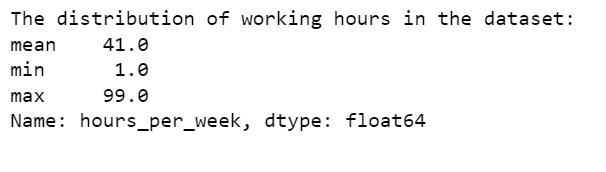 The distribution of working hours in the dataset:
mean    41.0
min      1.0
max     99.0
Name: hours_per_week, dtype: float64